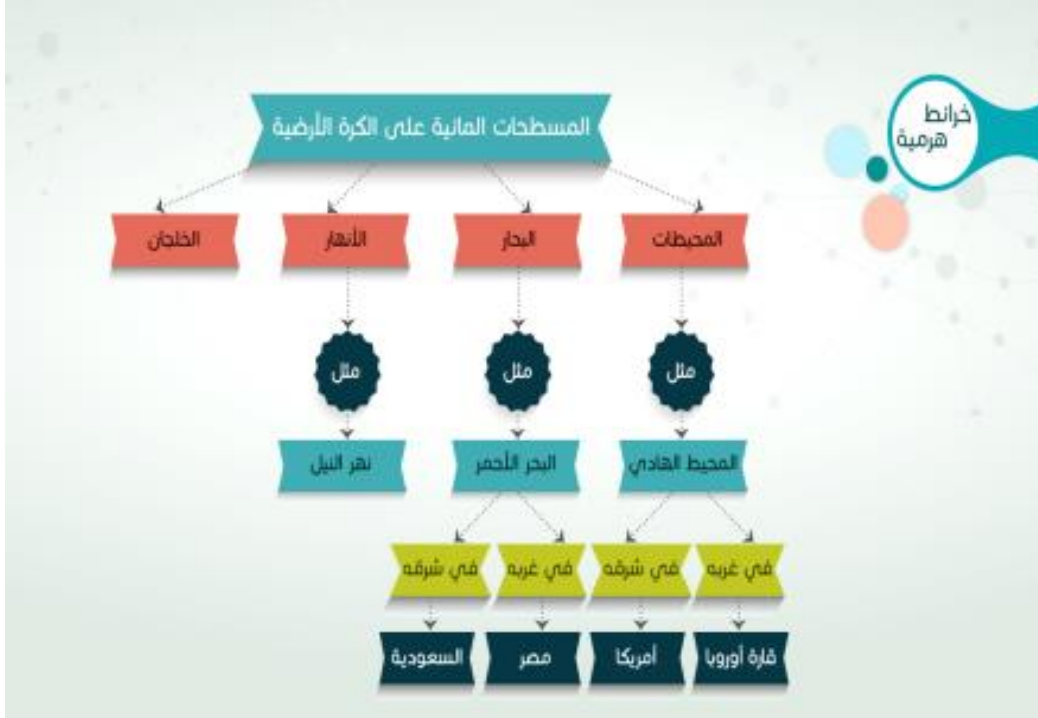 خرائط
هرمية
المسطحات المائية على الكرة الأرضية
المحيطات
البحار
الأنهار
الخلجان
مثل
مثل
مثل
المحيط الهادي
البحر الأحمر
نهر النيل
في غربه
في شرقه
في غربه
في شرقه
قارة أوروبا
أمريكا
مصر
السعودية